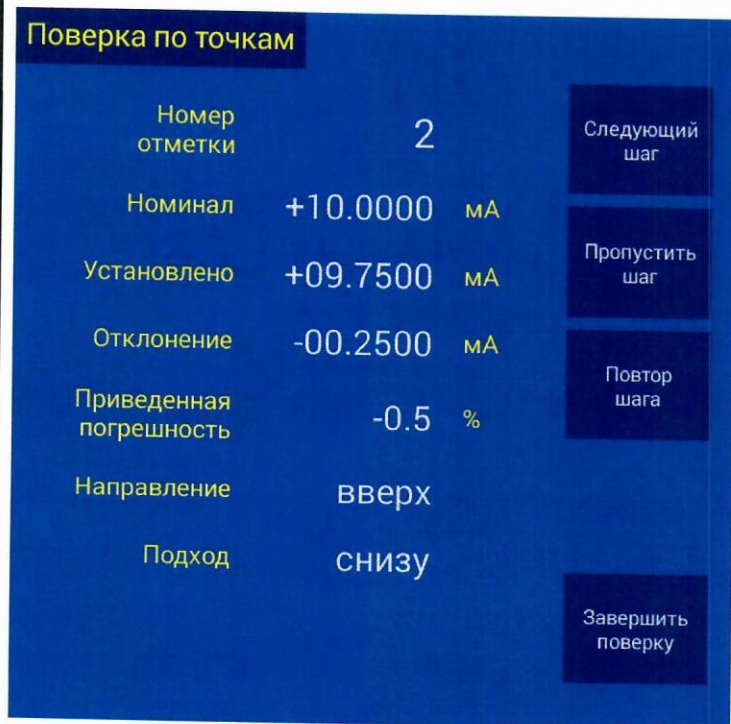 Поверка по точкам
Номер
отметки
2
Следующий
шаг
Номинал +10.0000 мА
Пропустить
шаг
Установлено +09.7500 мА
Отклонение -00.2500 мА
Повтор
шага
Приведенная
погрешность
-0.5 %
Направление вверх
Подход снизу
Завершить
поверку